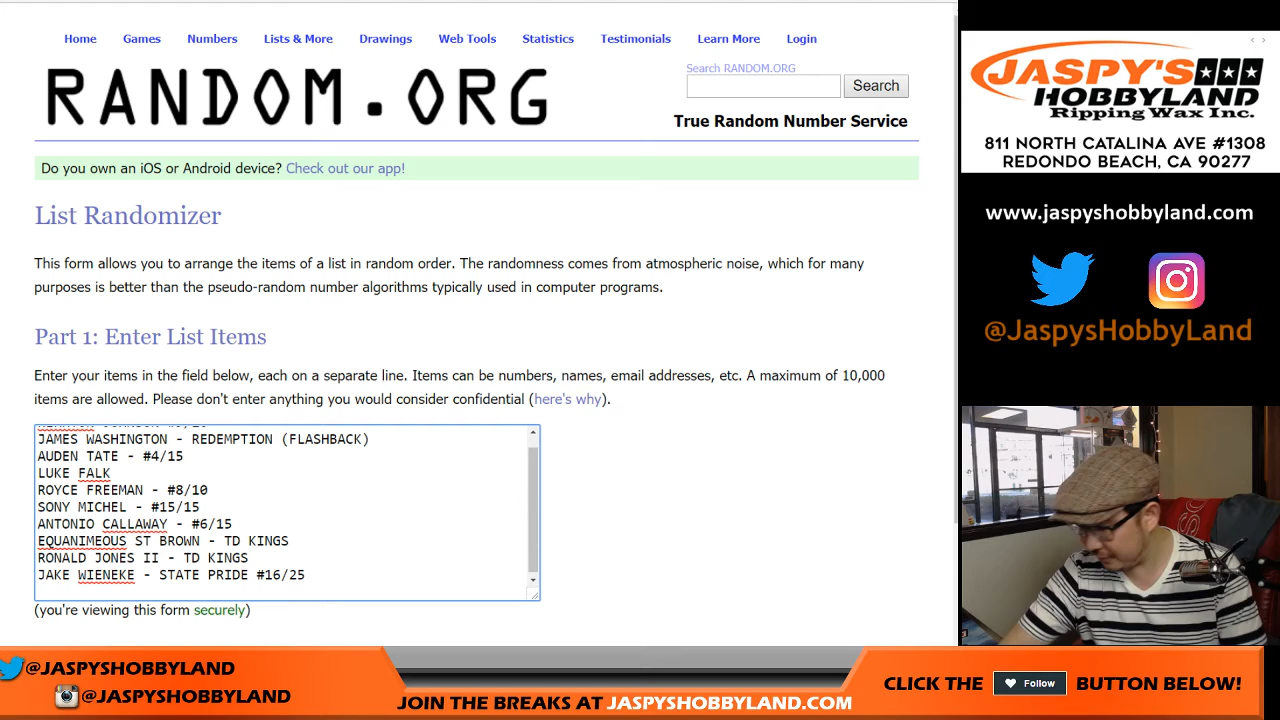 Home Games Numbers Lists & More Drawings Web Tools Statistics Testimonials Learn More Login
RANDOM.ORG
Search RANDOM.ORG
Search
True Random Number Service
Do you own an iOS or Android device? Check out our app!
List Randomizer
This form allows you to arrange the items of a list in random order. The randomness comes from atmospheric noise, which for many
purposes is better than the pseudo-random number algorithms typically used in computer programs.
Part 1: Enter List Items
Enter your items in the field below, each on a separate line. Items can be numbers, names, email addresses, etc. A maximum of 10,000
items are allowed. Please don't enter anything you would consider confidential (here's why).
JAMES WASHINGTON - REDEMPTION (FLASHBACK)
AUDEN TATE - #4/15
LUKE FALK
ROYCE FREEMAN - #8/10
SONY MICHEL - #15/15
ANTONIO CALLAWAY - #6/15
EQUANIMEOUS ST BROWN - TD KINGS
RONALD JONES II - TD KINGS
JAKE WIENEKE - STATE PRIDE #16/25
(you're viewing this form securely)
JASPY'S
HOBBYLAND
Ripping Wax Inc.
811 NORTH CATALINA AVE #1308
REDONDO BEACH, CA 90277
www.jaspyshobbyland.com
@JaspysHobbyLand
@JASPYSHOBBYLAND
@JASPYSHOBBYLAND
JOIN THE BREAKS AT JASPYSHOBBYLAND.COM
CLICK THE Follow BUTTON BELOW!